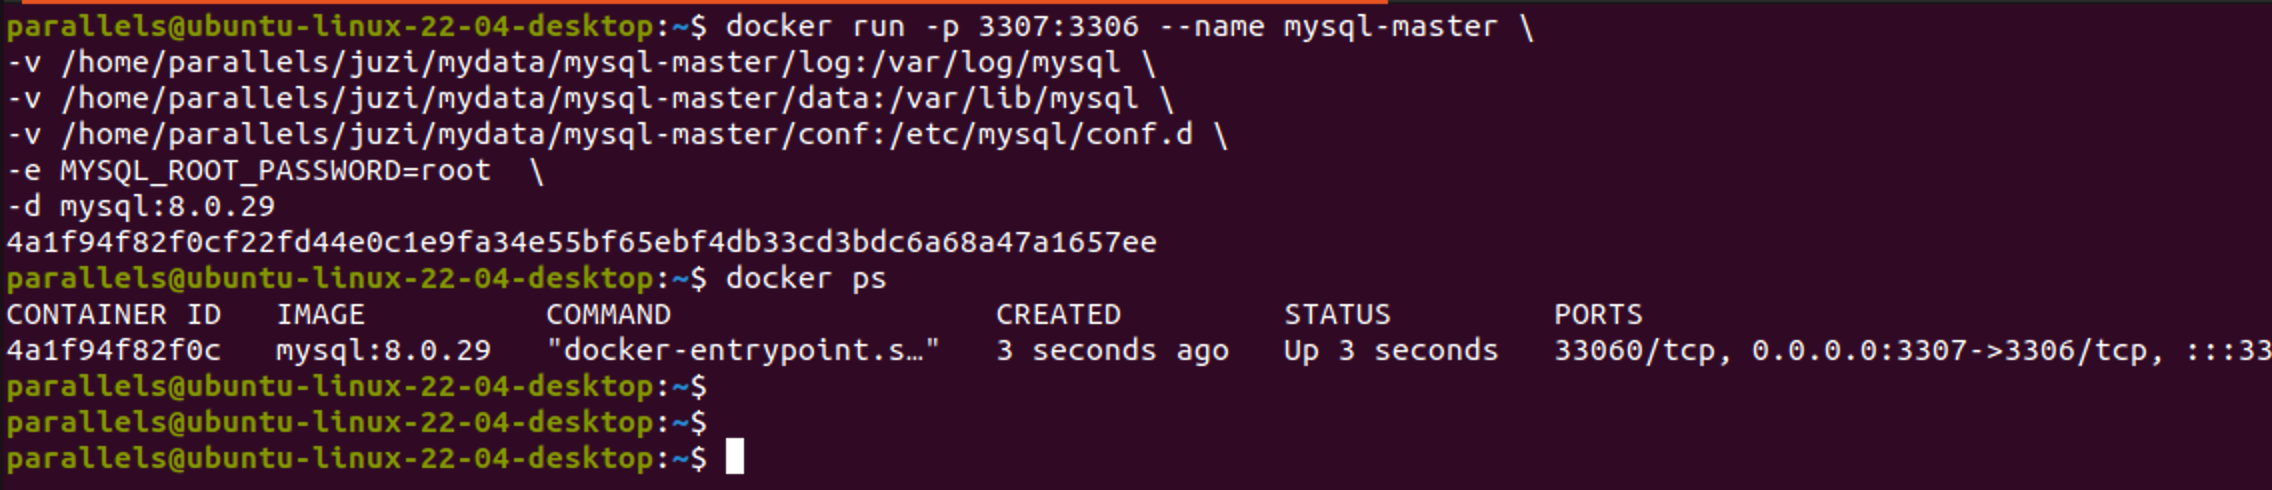 parallels@ubuntu-linux-22-04-desktop:~$ docker run -p 3307:3306 --name mysql-master \
-v /home/parallels/juzi/mydata/mysql-master/log:/var/log/mysql \
-v /home/parallels/juzi/mydata/mysql-master/data:/var/lib/mysql \
-v /home/parallels/juzi/mydata/mysql-master/conf:/etc/mysql/conf.d \
-e MYSQL_ROOT_PASSWORD=root  \
-d mysql:8.0.29
4a1f94f82f0cf22fd44e0c1e9fa34e55bf65ebf4db33cd3bdc6a68a47a1657ee
parallels@ubuntu-linux-22-04-desktop:~$ docker ps
CONTAINER ID   IMAGE          COMMAND                  CREATED         STATUS         PORTS
4a1f94f82f0c   mysql:8.0.29   "docker-entrypoint.s…"   3 seconds ago   Up 3 seconds   33060/tcp, 0.0.0.0:3307->3306/tcp, :::33
parallels@ubuntu-linux-22-04-desktop:~$
parallels@ubuntu-linux-22-04-desktop:~$
parallels@ubuntu-linux-22-04-desktop:~$